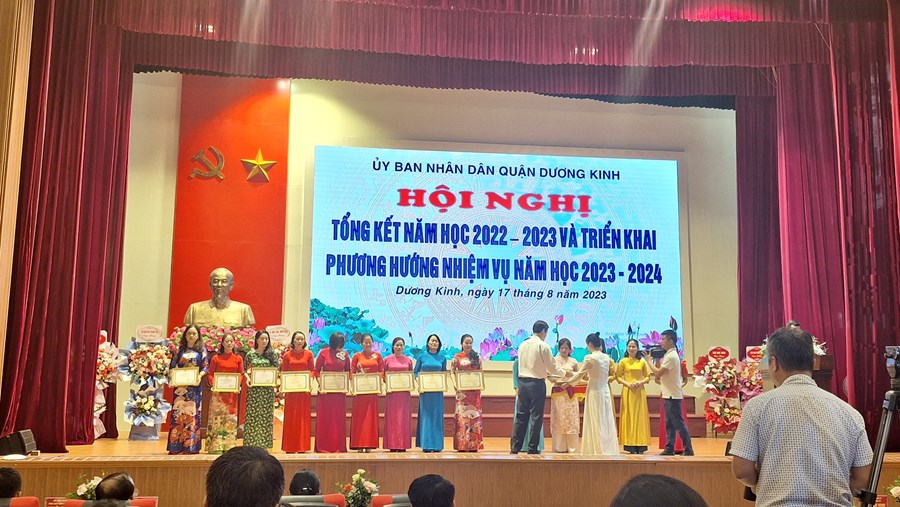 ỦY BAN NHÂN DÂN QUẬN DƯƠNG KINH
HỘI NGHỊ
TỔNG KẾT NĂM HỌC 2022 – 2023 VÀ TRIỂN KHAI
PHƯƠNG HƯỚNG NHIỆM VỤ NĂM HỌC 2023 - 2024
Dương Kinh, ngày 17 tháng 8 năm 2023